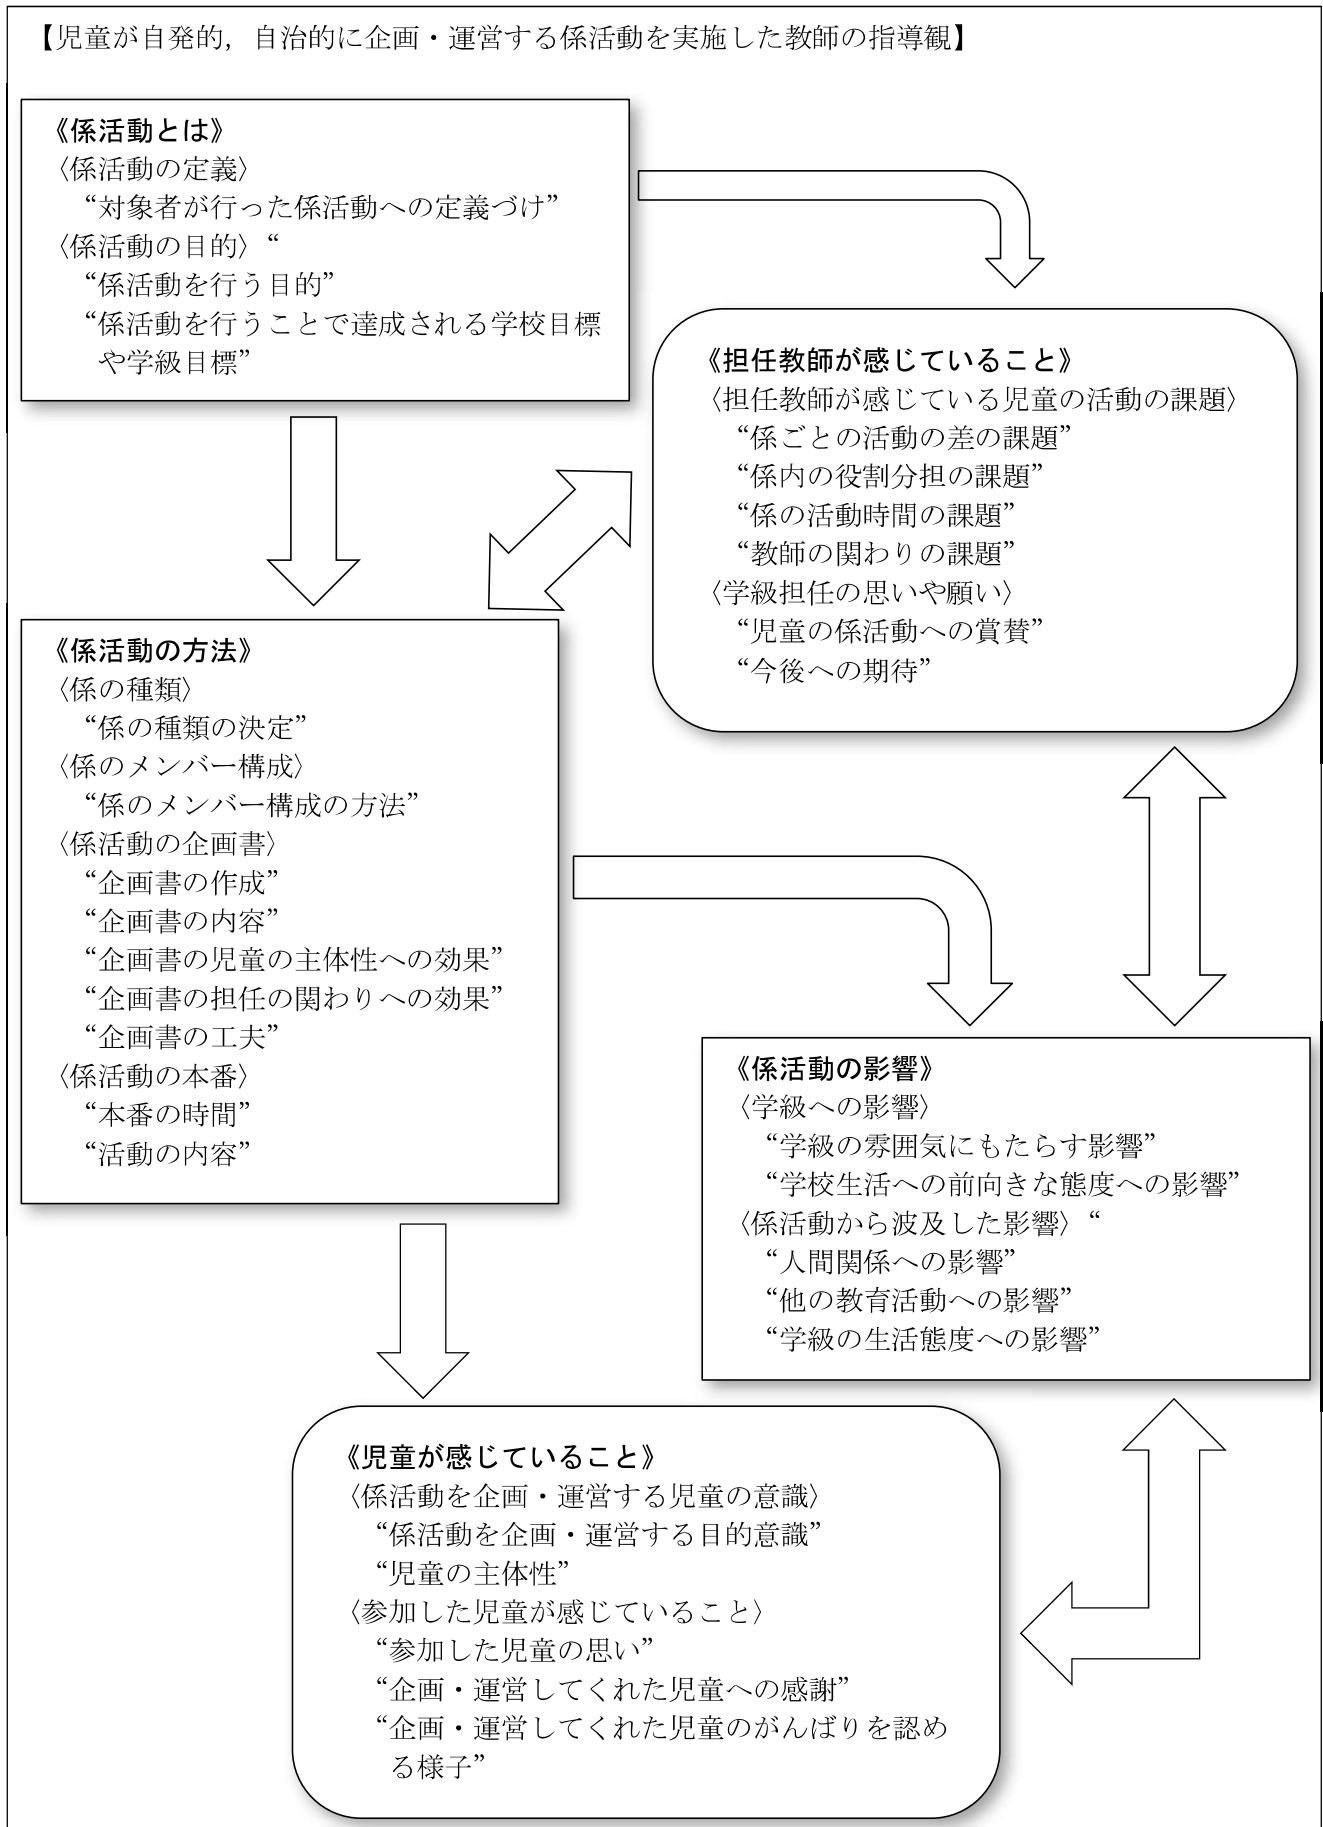 【児童が自発的，自治的に企画・運営する係活動を実施した教師の指導観】
《係活動とは》
〈係活動の定義〉
“対象者が行った係活動への定義づけ”
〈係活動の目的〉“
“係活動を行う目的”
“係活動を行うことで達成される学校目標
や学級目標”
《担任教師が感じていること》
〈担任教師が感じている児童の活動の課題〉
“係ごとの活動の差の課題”
“係内の役割分担の課題”
“係の活動時間の課題”
“教師の関わりの課題”
〈学級担任の思いや願い〉
“児童の係活動への賞賛”
“今後への期待”
《係活動の方法》
〈係の種類〉
“係の種類の決定”
〈係のメンバー構成〉
“係のメンバー構成の方法”
〈係活動の企画書〉
“企画書の作成”
“企画書の内容”
“企画書の児童の主体性への効果”
“企画書の担任の関わりへの効果”
“企画書の工夫”
〈係活動の本番〉
“本番の時間”
“活動の内容”
《係活動の影響》
〈学級への影響〉
“学級の雰囲気にもたらす影響”
“学校生活への前向きな態度への影響”
〈係活動から波及した影響〉“
“人間関係への影響”
“他の教育活動への影響”
“学級の生活態度への影響”
《児童が感じていること》
〈係活動を企画・運営する児童の意識〉
“係活動を企画・運営する目的意識”
“児童の主体性”
〈参加した児童が感じていること〉
“参加した児童の思い”
“企画・運営してくれた児童への感謝”
“企画・運営してくれた児童のがんばりを認め
る様子”